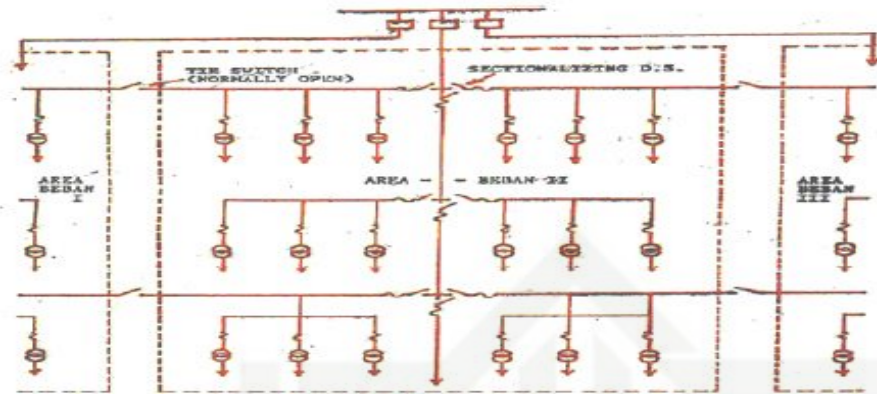 TIE SWITCH
(NORMALLY OPEN)
SECTIONALIZING D.S.
AREA
BEBAN
I
AREA - - BEBAN II
AREA
BEBAN
III